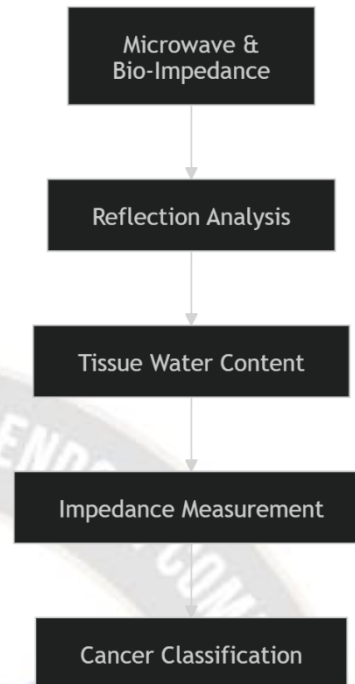 Microwave &
Bio-Impedance
Reflection Analysis
Tissue Water Content
Impedance Measurement
Cancer Classification